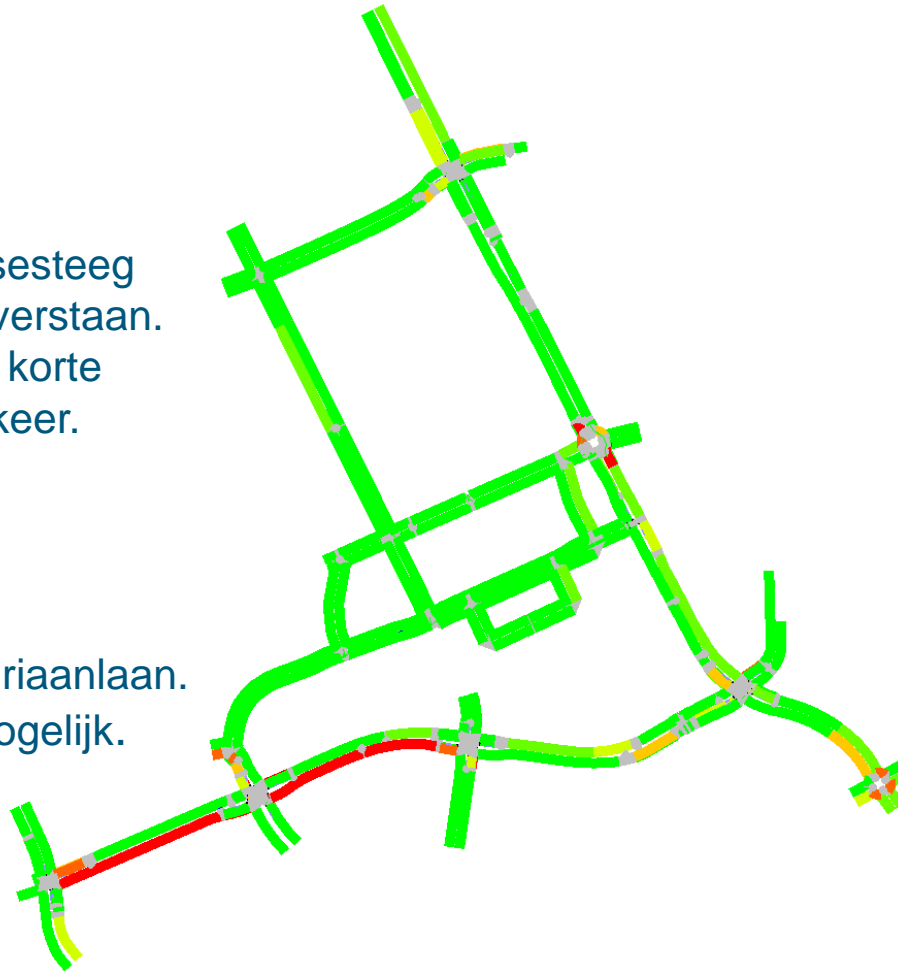 sesteeg
verstaan.
korte
keer.
riaanlaan.
ogelijk.